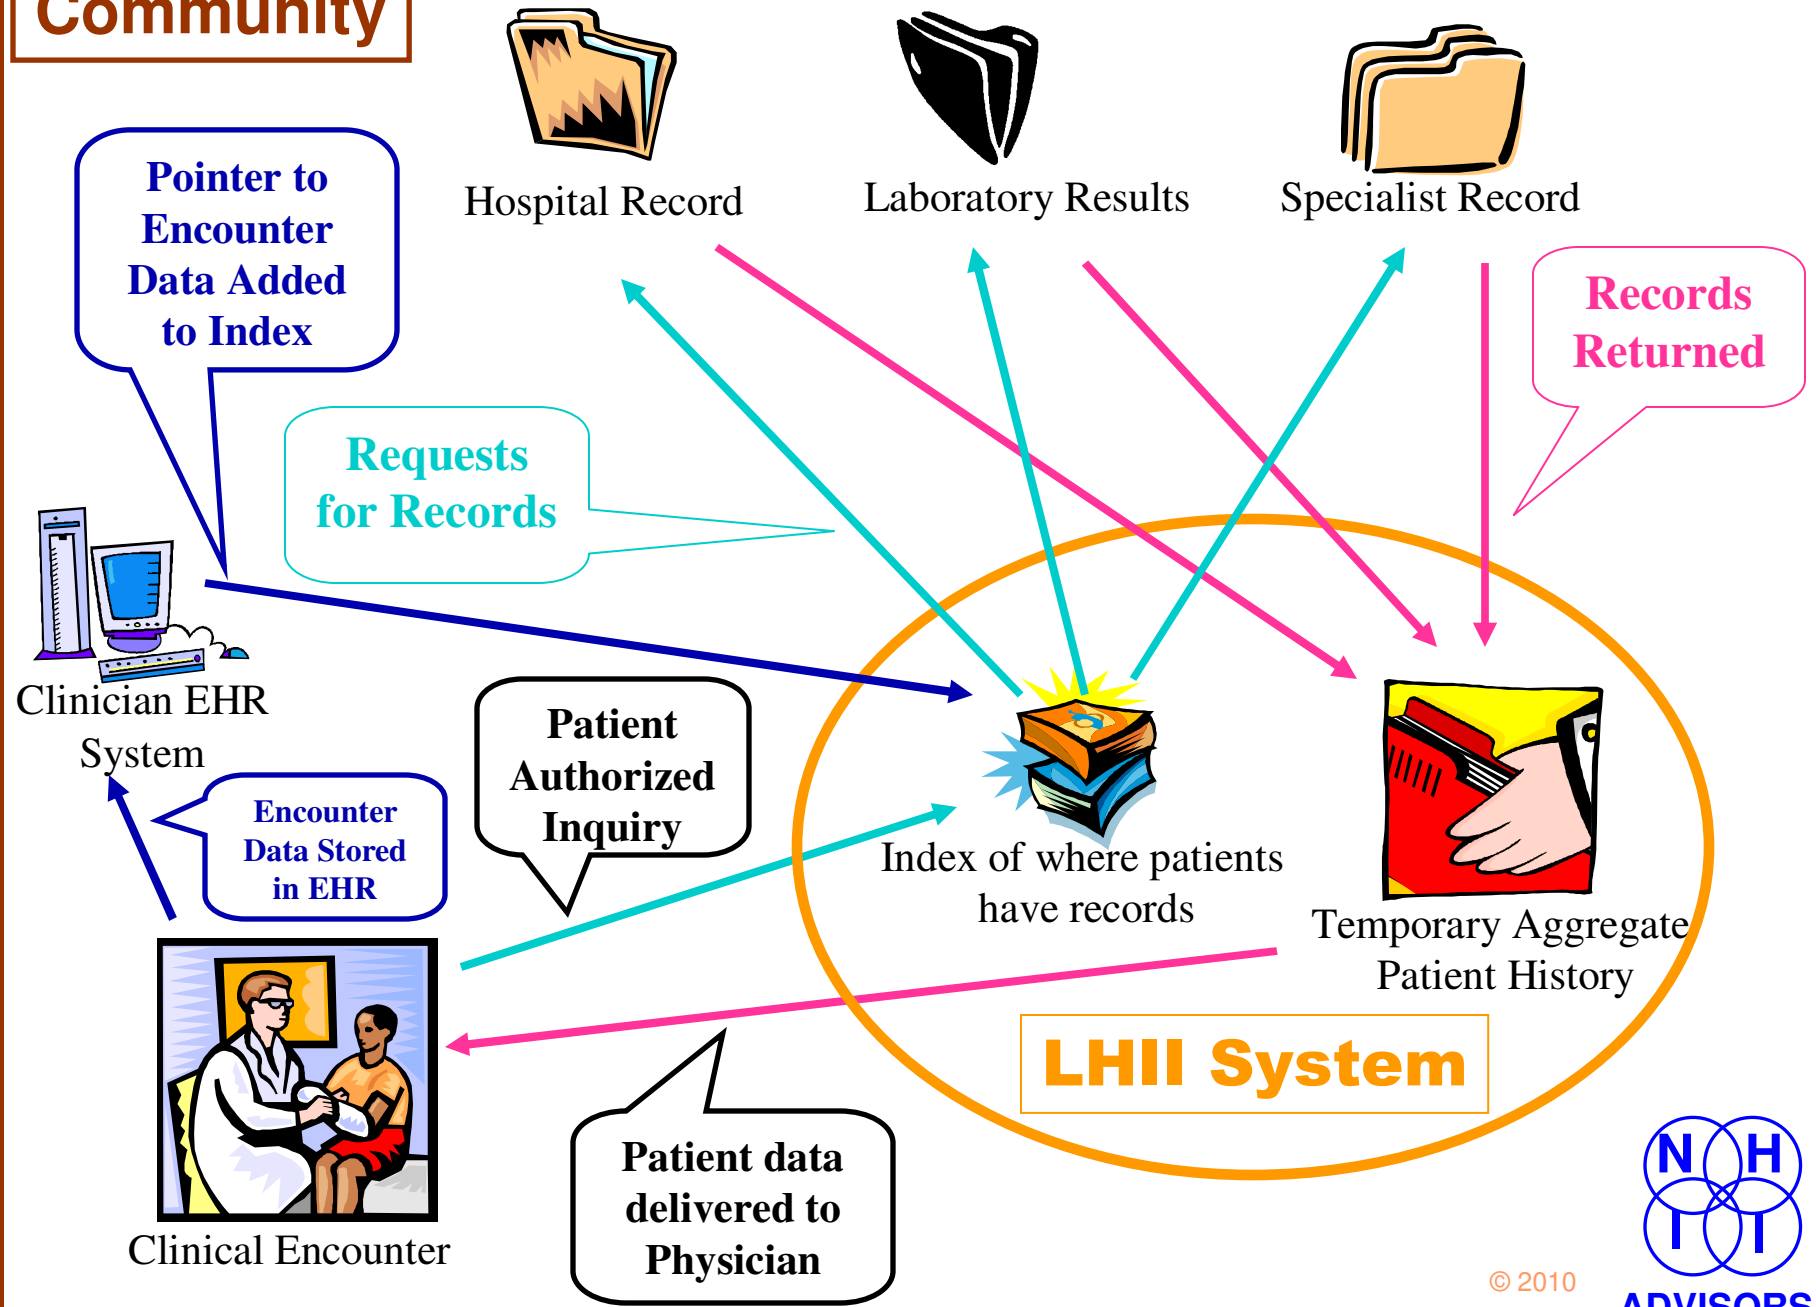 Community
Pointer to
Encounter
Data Added
to Index
Hospital Record
Laboratory Results
Specialist Record
Records
Returned
Requests
for Records
Clinician EHR
System
Patient
Authorized
Inquiry
Encounter
Data Stored
in EHR
Index of where patients
have records
Temporary Aggregate
Patient History
LHII System
Patient data
delivered to
Physician
Clinical Encounter
© 2010
N H
I I
ADVISORS